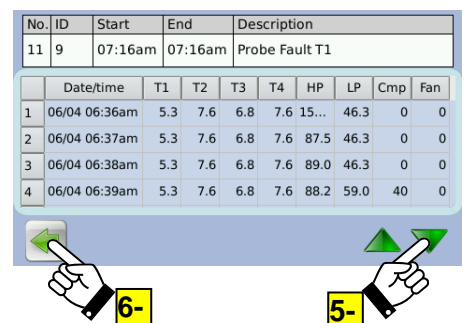 No. ID Start End Description
11 9 07:16am 07:16am Probe Fault T1
Date/time T1 T2 T3 T4 HP LP Cmp Fan
1 06/04 06:36am 5.3 7.6 6.8 7.6 15... 46.3 0 0
2 06/04 06:37am 5.3 7.6 6.8 7.6 87.5 46.3 0 0
3 06/04 06:38am 5.3 7.6 6.8 7.6 89.0 46.3 0 0
4 06/04 06:39am 5.3 7.6 6.8 7.6 88.2 59.0 40 0
6- 5-